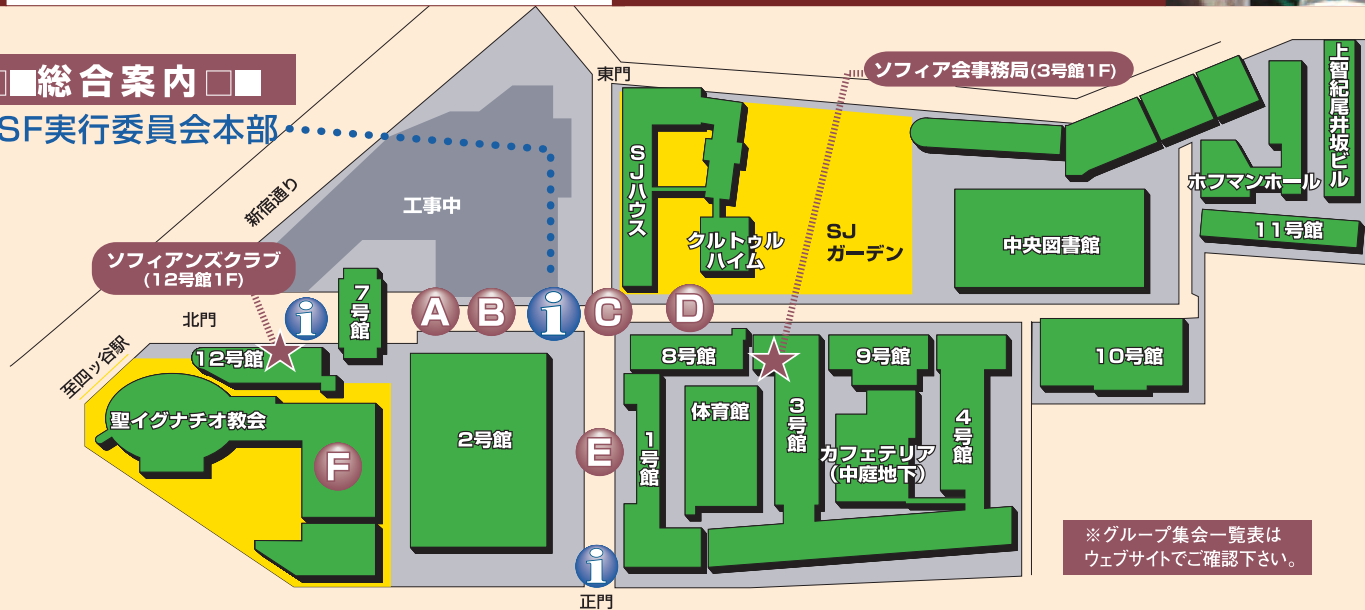 □■総合案内□■
SF実行委員会本部
東門
ソフィア会事務局(3号館1F)
上智紀尾井坂ビル
新宿通り
工事中
SJハウス
クルトゥル
ハイム
SJ
ガーデン
中央図書館
ホフマンホール
11号館
ソフィアンズクラブ
(12号館1F)
北門
i
7号館
A
B
i
C
D
至四ッ谷駅
12号館
8号館
9号館
10号館
聖イグナチオ教会
F
2号館
E
1号館
体育館
3号館
カフェテリア
(中庭地下)
4号館
i
正門
※グループ集会一覧表は
ウェブサイトでご確認下さい。